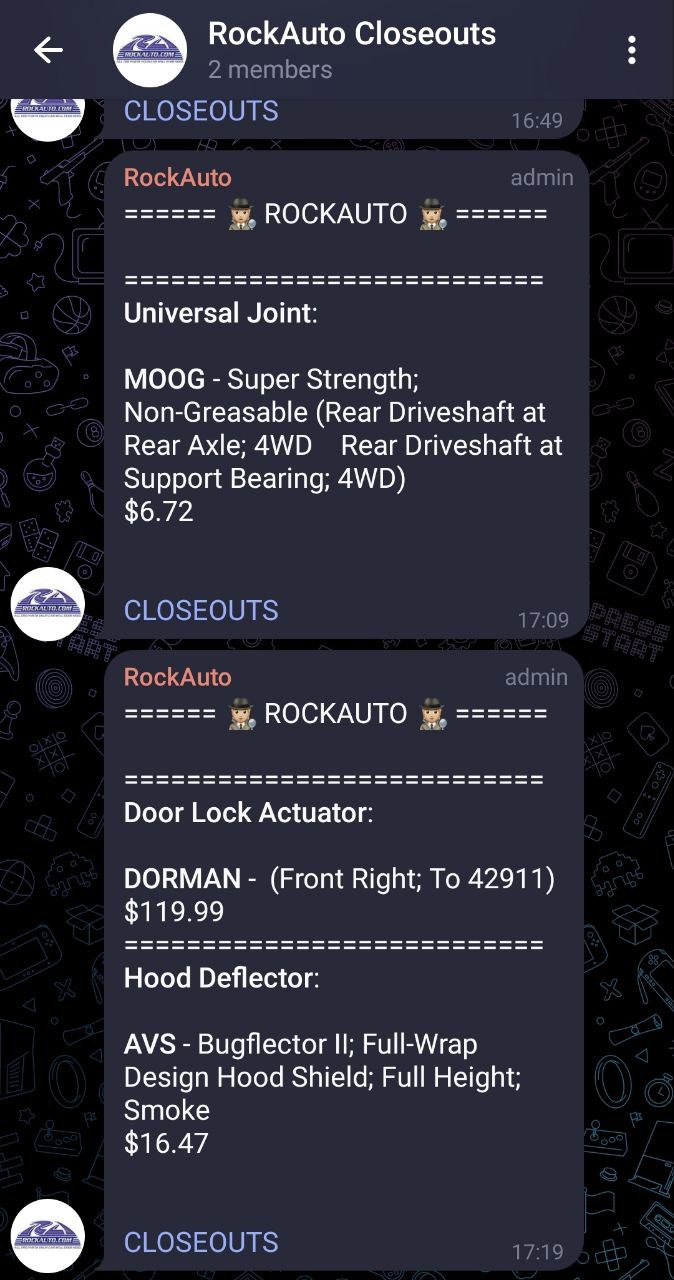 RockAuto Closeouts
2 members
CLOSEOUTS
16:49
RockAuto admin
====== 🕵🏼‍♂️ ROCKAUTO 🕵🏼‍♂️ ======
===========================
Universal Joint:
MOOG - Super Strength;
Non-Greasable (Rear Driveshaft at
Rear Axle; 4WD    Rear Driveshaft at
Support Bearing; 4WD)
$6.72
CLOSEOUTS
17:09
RockAuto admin
====== 🕵🏼‍♂️ ROCKAUTO 🕵🏼‍♂️ ======
===========================
Door Lock Actuator:
DORMAN -  (Front Right; To 42911)
$119.99
===========================
Hood Deflector:
AVS - Bugflector II; Full-Wrap
Design Hood Shield; Full Height;
Smoke
$16.47
CLOSEOUTS
17:19